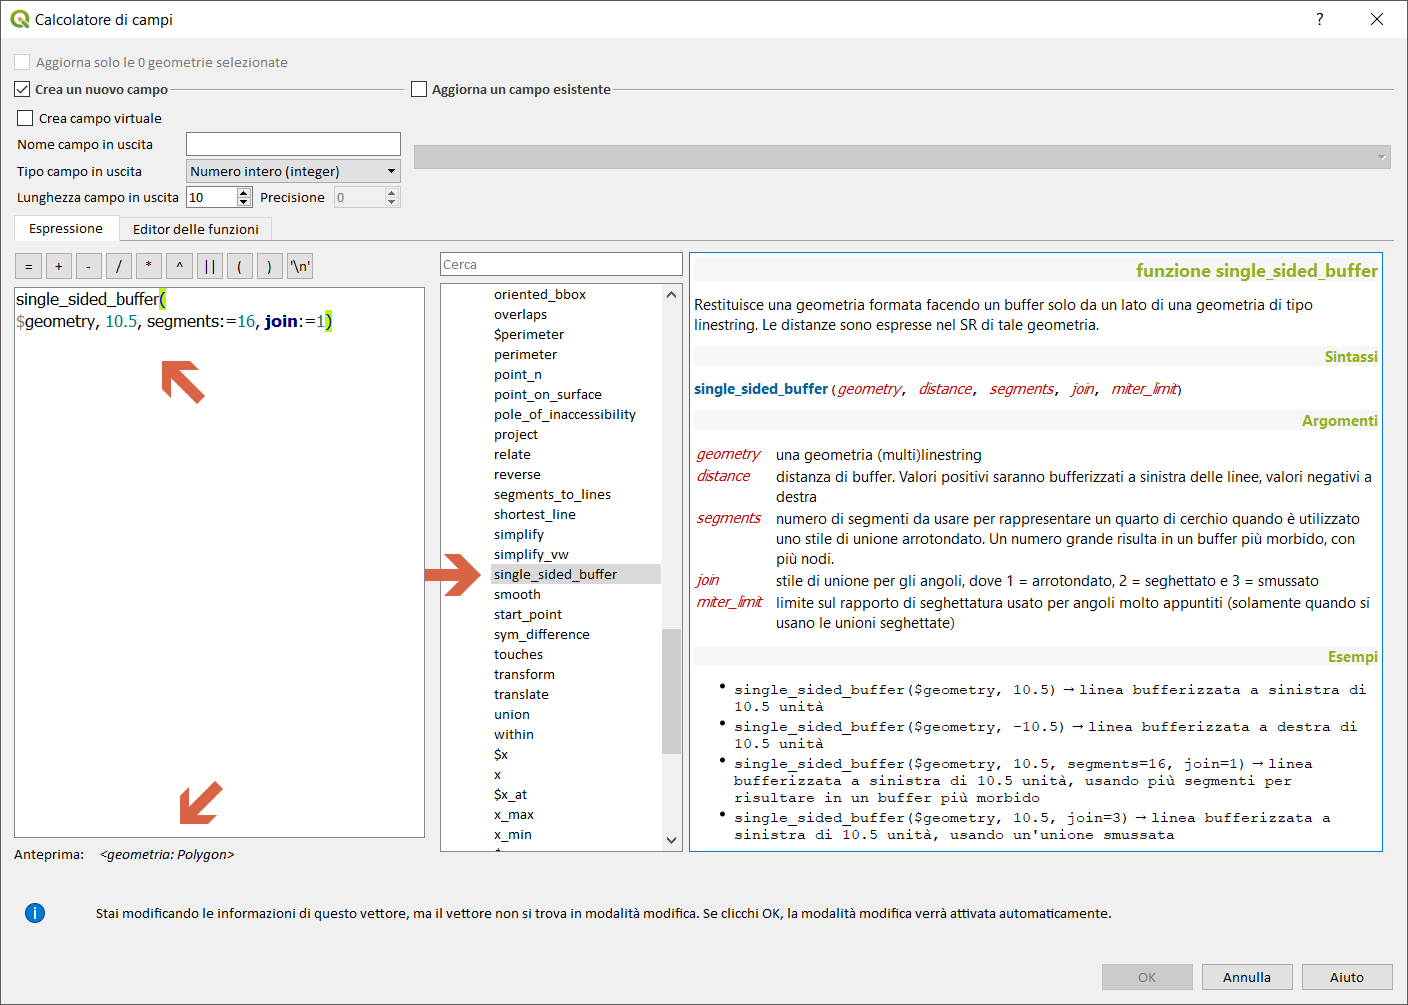 Calcolatore di campi
?
Aggiorna solo le 0 geometrie selezionate
Crea un nuovo campo
Aggiorna un campo esistente
Crea campo virtuale
Nome campo in uscita
Tipo campo in uscita Numero intero (integer)
Lunghezza campo in uscita 10 Precisione 0
Espressione Editor delle funzioni
= + - / * ^ || ( ) '\n'
single_sided_buffer(
$geometry, 10.5, segments:=16, join:=1)
Anteprima: <geometria: Polygon>
Cerca
oriented_bbox
overlaps
$perimeter
perimeter
point_n
point_on_surface
pole_of_inaccessibility
project
relate
reverse
segments_to_lines
shortest_line
simplify
simplify_vw
single_sided_buffer
smooth
start_point
sym_difference
touches
transform
translate
union
within
$x
x
$x_at
x_max
x_min
funzione single_sided_buffer
Restituisce una geometria formata facendo un buffer solo da un lato di una geometria di tipo
linestring. Le distanze sono espresse nel SR di tale geometria.
Sintassi
single_sided_buffer (geometry, distance, segments, join, miter_limit)
Argomenti
geometry una geometria (multi)linestring
distance distanza di buffer. Valori positivi saranno bufferizzati a sinistra delle linee, valori negativi a
destra
segments numero di segmenti da usare per rappresentare un quarto di cerchio quando è utilizzato
uno stile di unione arrotondato. Un numero grande risulta in un buffer più morbido, con
più nodi.
join stile di unione per gli angoli, dove 1 = arrotondato, 2 = seghettato e 3 = smussato
miter_limit limite sul rapporto di seghettatura usato per angoli molto appuntiti (solamente quando si
usano le unioni seghettate)
Esempi
• single_sided_buffer($geometry, 10.5) → linea bufferizzata a sinistra di
10.5 unità
• single_sided_buffer($geometry, -10.5) → linea bufferizzata a destra di
10.5 unità
• single_sided_buffer($geometry, 10.5, segments=16, join=1) → linea
bufferizzata a sinistra di 10.5 unità, usando più segmenti per
risultare in un buffer più morbido
• single_sided_buffer($geometry, 10.5, join=3) → linea bufferizzata a
sinistra di 10.5 unità, usando un'unione smussata
Stai modificando le informazioni di questo vettore, ma il vettore non si trova in modalità modifica. Se clicchi OK, la modalità modifica verrà attivata automaticamente.
OK Annulla Aiuto